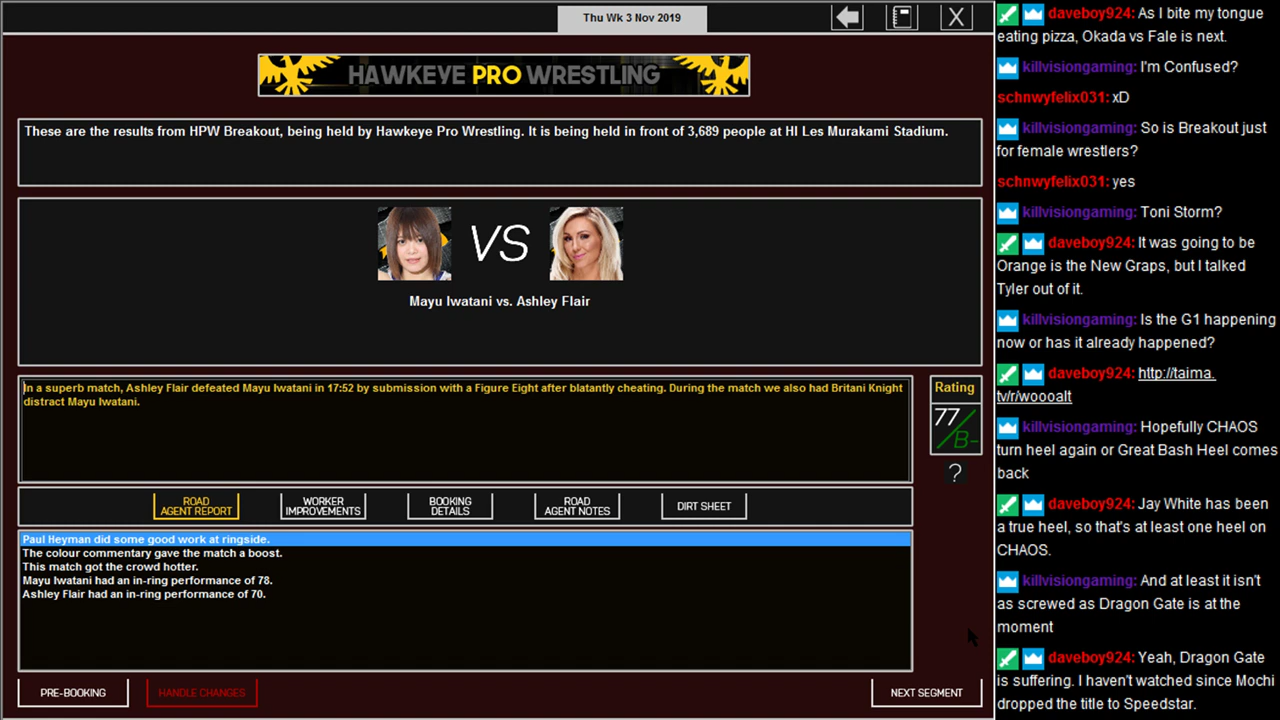 Thu Wk 3 Nov 2019
HAWKEYE PRO WRESTLING
These are the results from HPW Breakout, being held by Hawkeye Pro Wrestling. It is being held in front of 3,689 people at HI Les Murakami Stadium.
VS
Mayu Iwatani vs. Ashley Flair
In a superb match, Ashley Flair defeated Mayu Iwatani in 17:52 by submission with a Figure Eight after blatantly cheating. During the match we also had Britani Knight
distract Mayu Iwatani.
Rating
77
B-
?
ROAD
AGENT REPORT
WORKER
IMPROVEMENTS
BOOKING
DETAILS
ROAD
AGENT NOTES
DIRT SHEET
Paul Heyman did some good work at ringside.
The colour commentary gave the match a boost.
This match got the crowd hotter.
Mayu Iwatani had an in-ring performance of 78.
Ashley Flair had an in-ring performance of 70.
PRE-BOOKING
HANDLE CHANGES
NEXT SEGMENT
daveboy924: As I bite my tongue
eating pizza, Okada vs Fale is next.
killvisiongaming: I'm Confused?
schnwyfelix031: xD
killvisiongaming: So is Breakout just
for female wrestlers?
schnwyfelix031: yes
killvisiongaming: Toni Storm?
daveboy924: It was going to be
Orange is the New Graps, but I talked
Tyler out of it.
killvisiongaming: Is the G1 happening
now or has it already happened?
daveboy924: http://taima.
tv/r/woooalt
killvisiongaming: Hopefully CHAOS
turn heel again or Great Bash Heel comes
back
daveboy924: Jay White has been
a true heel, so that's at least one heel on
CHAOS.
killvisiongaming: And at least it isn't
as screwed as Dragon Gate is at the
moment
daveboy924: Yeah, Dragon Gate
is suffering. I haven't watched since Mochi
dropped the title to Speedstar.